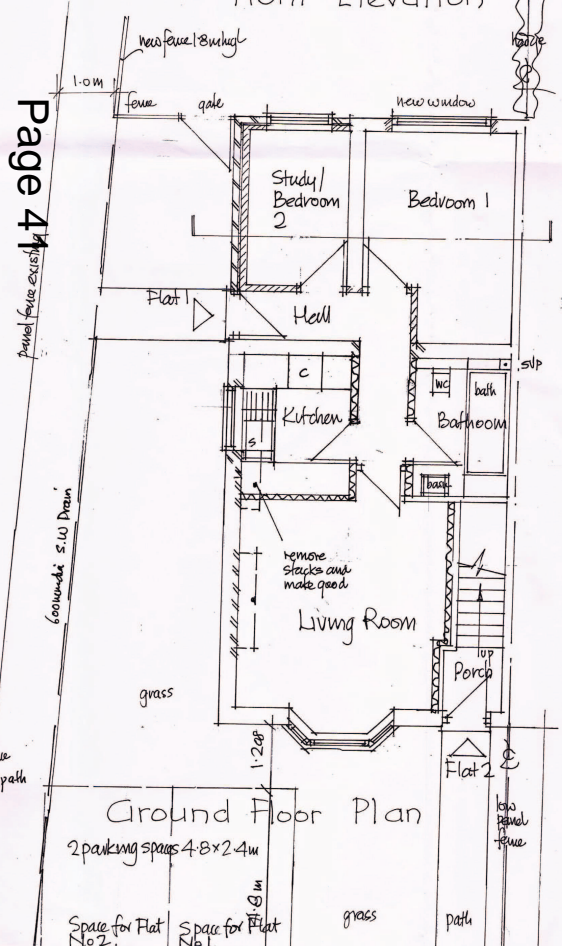 Front Elevation
new fence 1·8m high
hedge
1·0m
fence
gate
new window
Page 41
panel fence existing
Study/
Bedroom
2
Bedroom 1
Flat 1
Hall
SVP
C
WC
bath
Kitchen
Bathroom
S
basin
600mm dia S.W Drain
remove
stacks and
make good
Living Room
UP
Porch
grass
1·208
Flat 2
path
Ground Floor Plan
low
panel
fence
2 parking spaces 4·8×2·4m
Space for Flat
No 2.
Space for Flat
No 1
grass
path